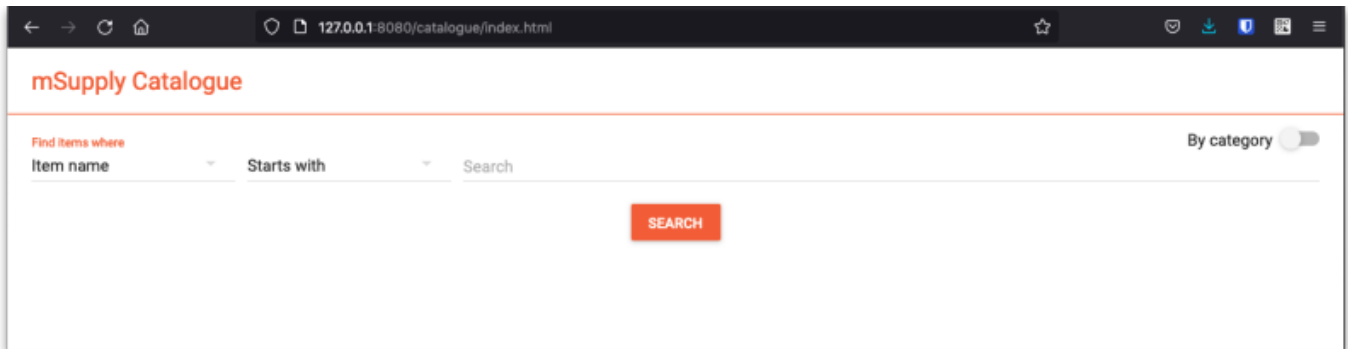 127.0.0.1:8080/catalogue/index.html
mSupply Catalogue
Find items where
By category
Item name
Starts with
Search
SEARCH